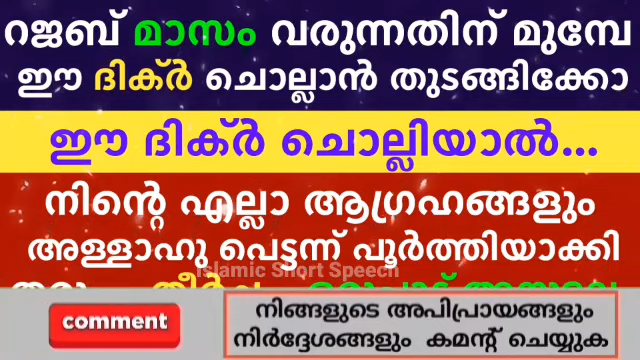 റജബ് മാസം വരുന്നതിന് മുമ്പേ
ഈ ദിക്ർ ചൊല്ലാൻ തുടങ്ങിക്കോ
ഈ ദിക്ർ ചൊല്ലിയാൽ...
നിന്റെ എല്ലാ ആഗ്രഹങ്ങളും
അള്ളാഹു പെട്ടന്ന് പൂർത്തിയാക്കി
Islamic Short Speech
comment
നിങ്ങളുടെ അപിപ്രായങ്ങളും
നിർദ്ദേശങ്ങളും കമന്റ് ചെയ്യുക